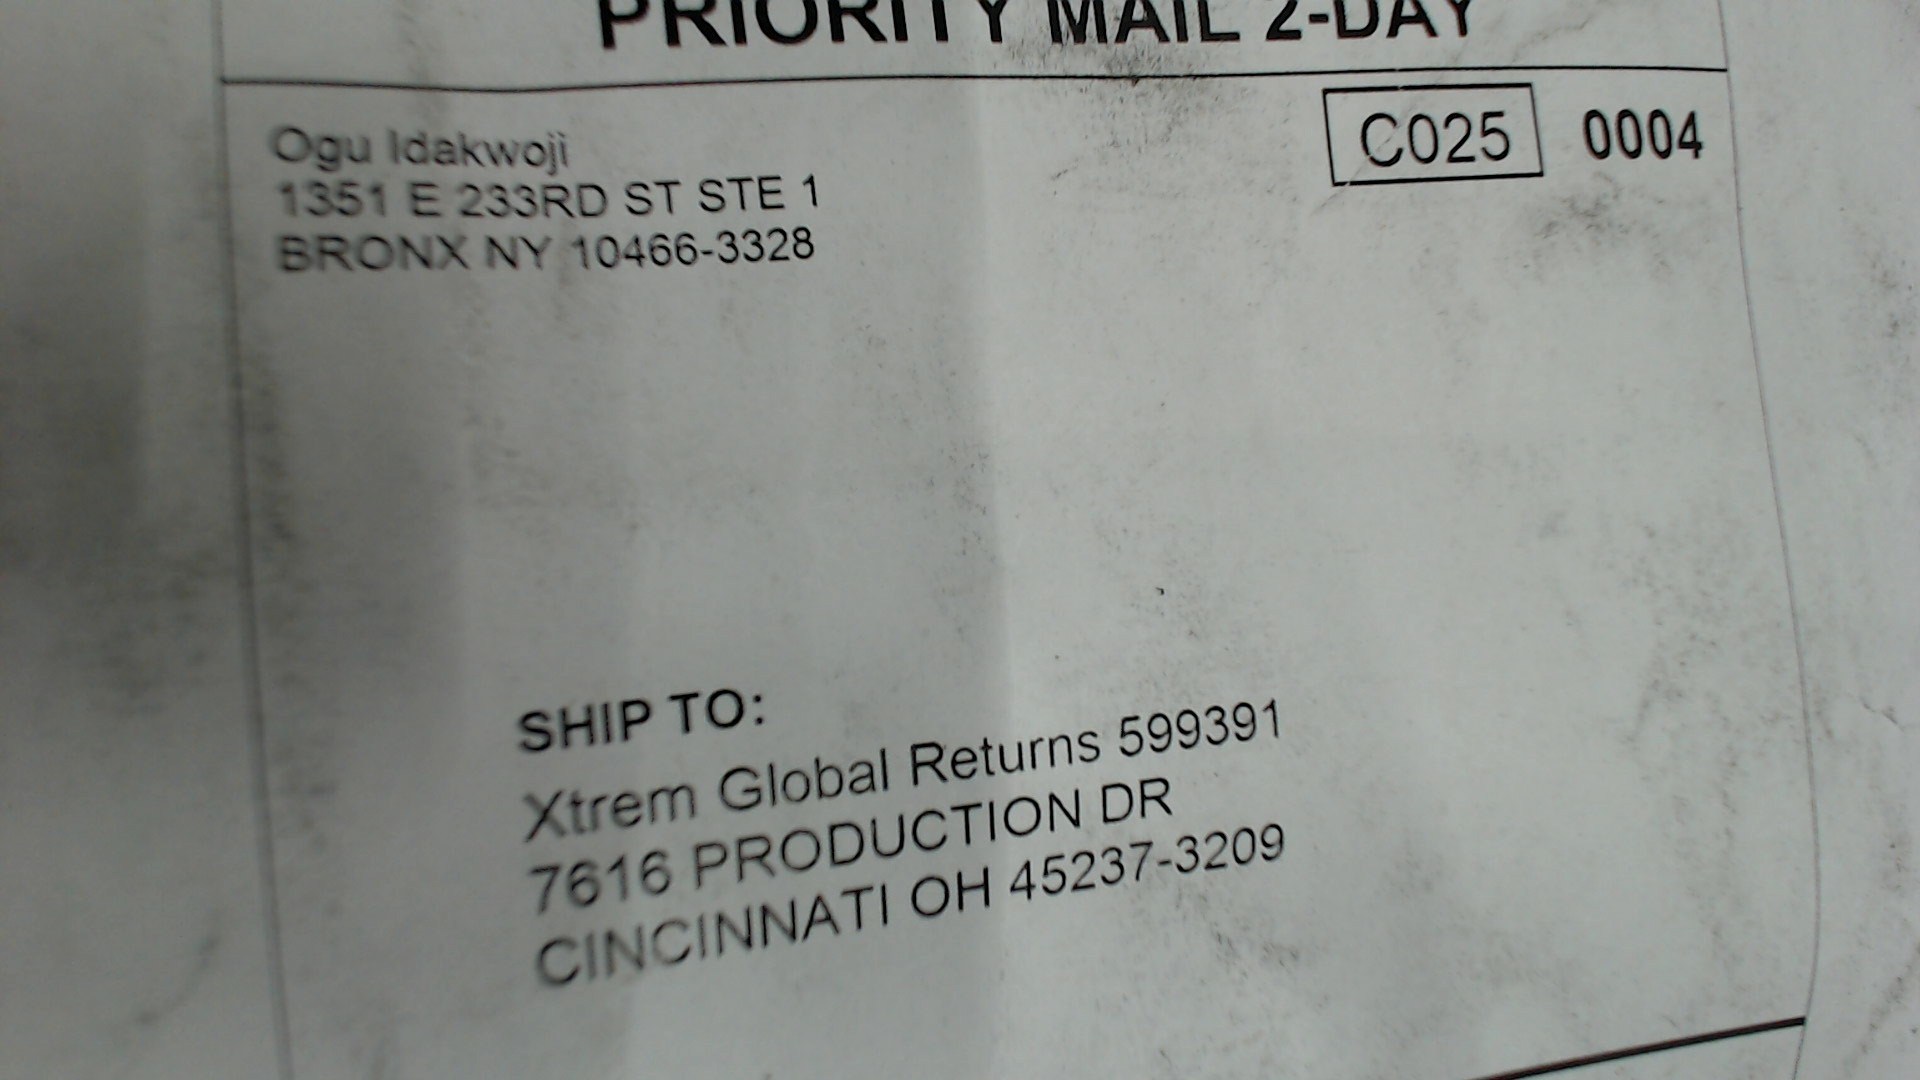 PRIORITY MAIL 2-DAY
Ogu Idakwoji
1351 E 233RD ST STE 1
BRONX NY 10466-3328
C025 0004
SHIP TO:
Xtrem Global Returns 599391
7616 PRODUCTION DR
CINCINNATI OH 45237-3209